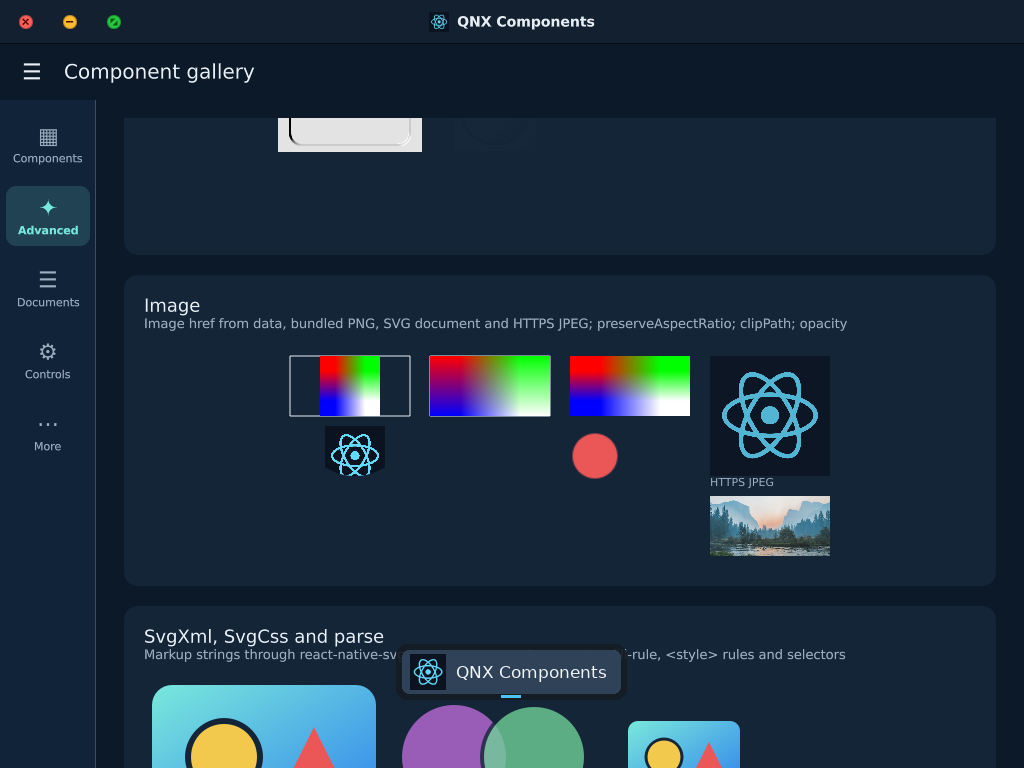 QNX Components
Component gallery
Components
Advanced
Documents
Controls
More
Image
Image href from data, bundled PNG, SVG document and HTTPS JPEG; preserveAspectRatio; clipPath; opacity
HTTPS JPEG
SvgXml, SvgCss and parse
Markup strings through react-native-sv
-rule, <style> rules and selectors
QNX Components